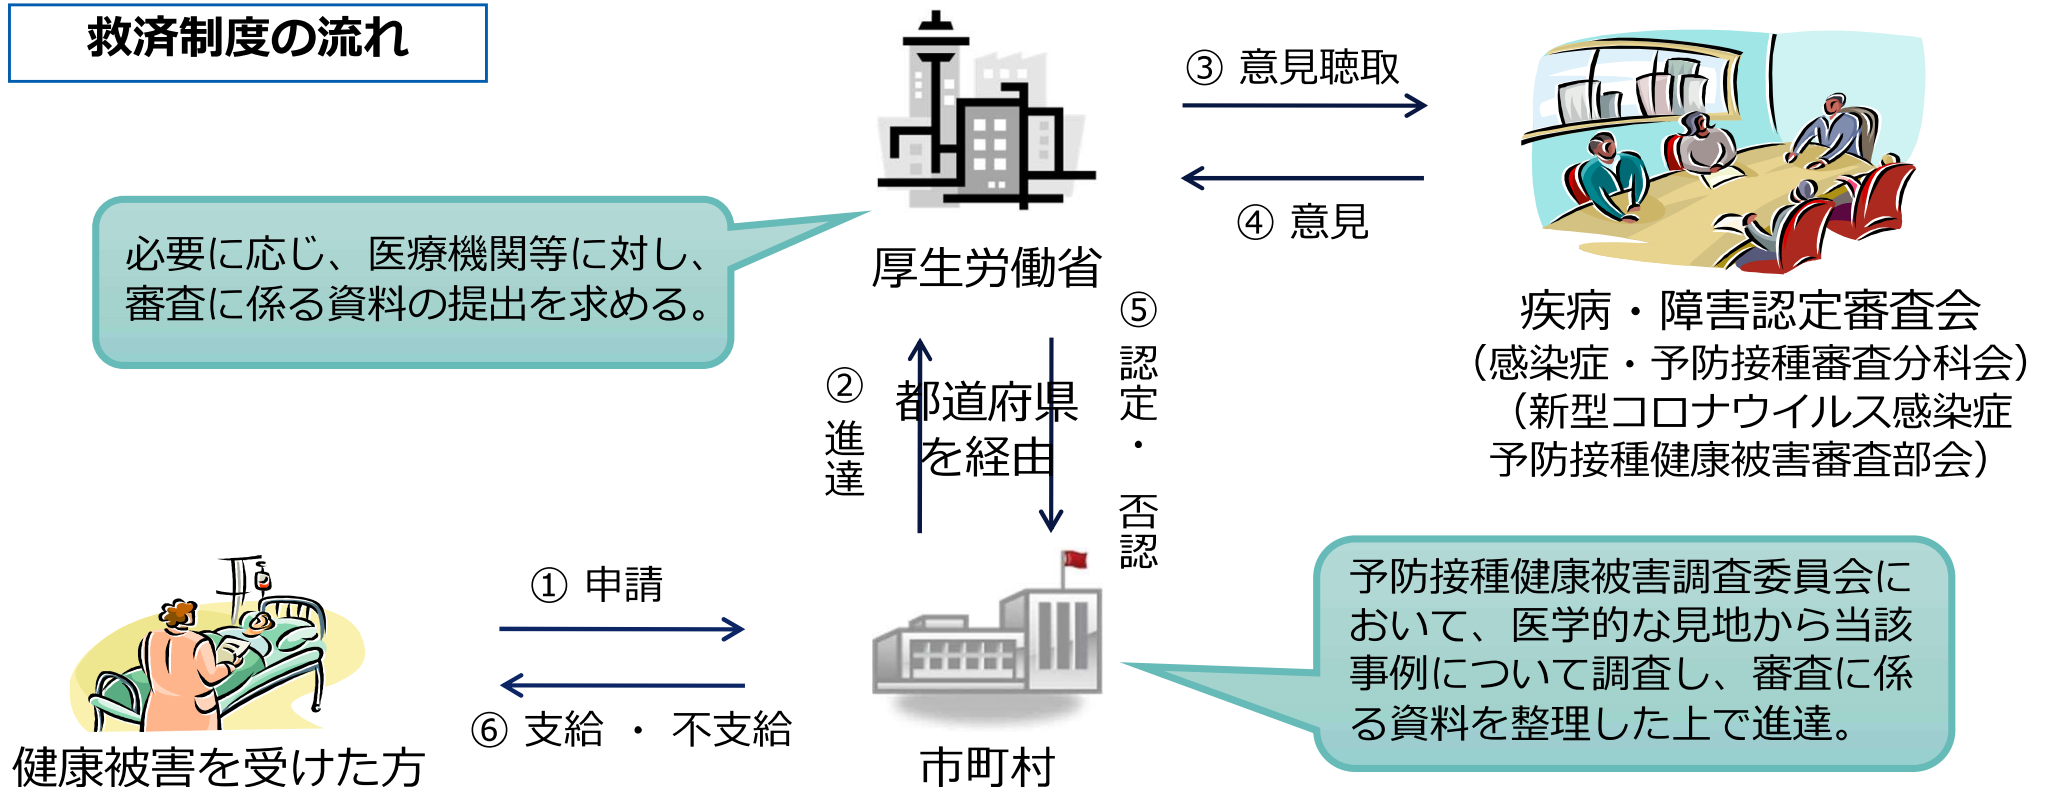 救済制度の流れ
③ 意見聴取
④ 意見
必要に応じ、医療機関等に対し、
審査に係る資料の提出を求める。
厚生労働省
疾病・障害認定審査会
（感染症・予防接種審査分科会）
（新型コロナウイルス感染症
予防接種健康被害審査部会）
② 進達
都道府県
を経由
⑤ 認定・ 否認
① 申請
⑥ 支給 ・ 不支給
予防接種健康被害調査委員会に
おいて、医学的な見地から当該
事例について調査し、審査に係
る資料を整理した上で進達。
健康被害を受けた方
市町村